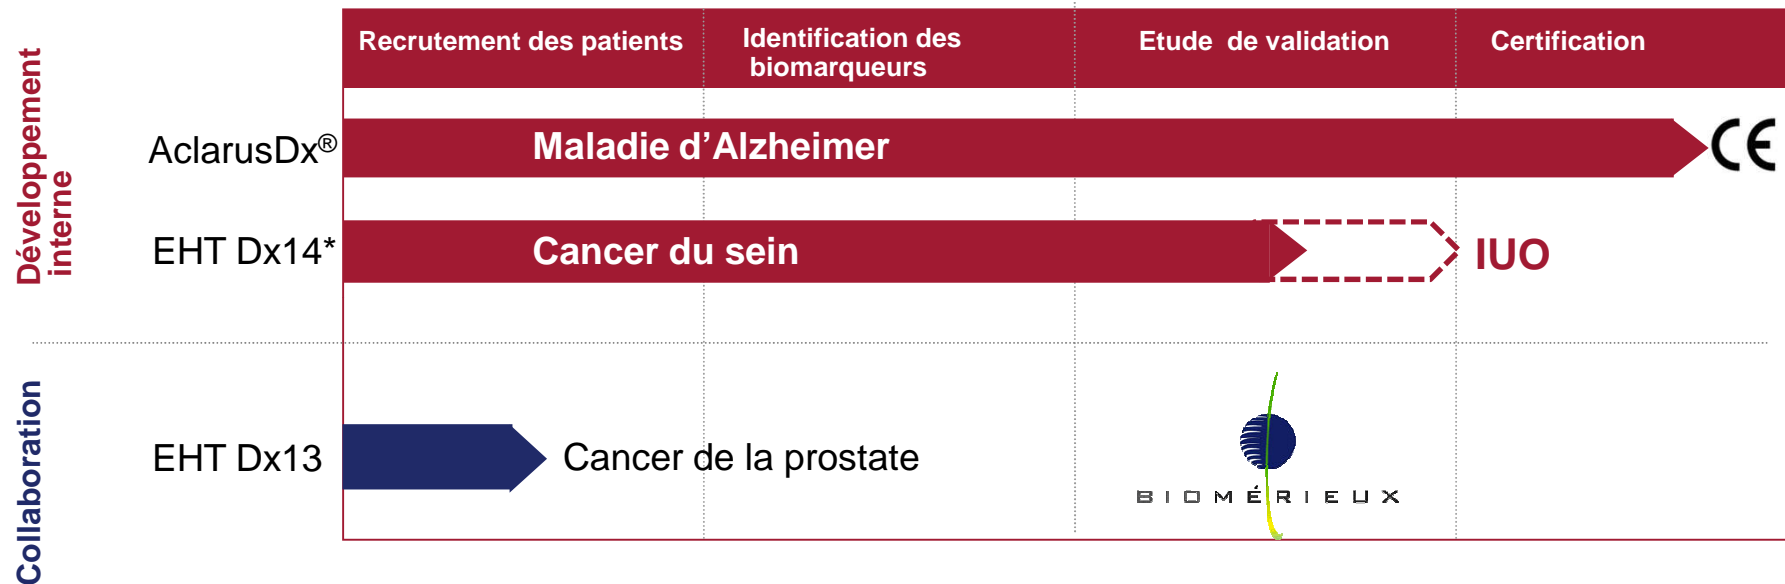 Recrutement des patients
Identification des
biomarqueurs
Etude de validation
Certification
Développement
interne
AclarusDx®
Maladie d’Alzheimer
CE
EHT Dx14*
Cancer du sein
IUO
Collaboration
EHT Dx13
Cancer de la prostate
BIOMÉRIEUX